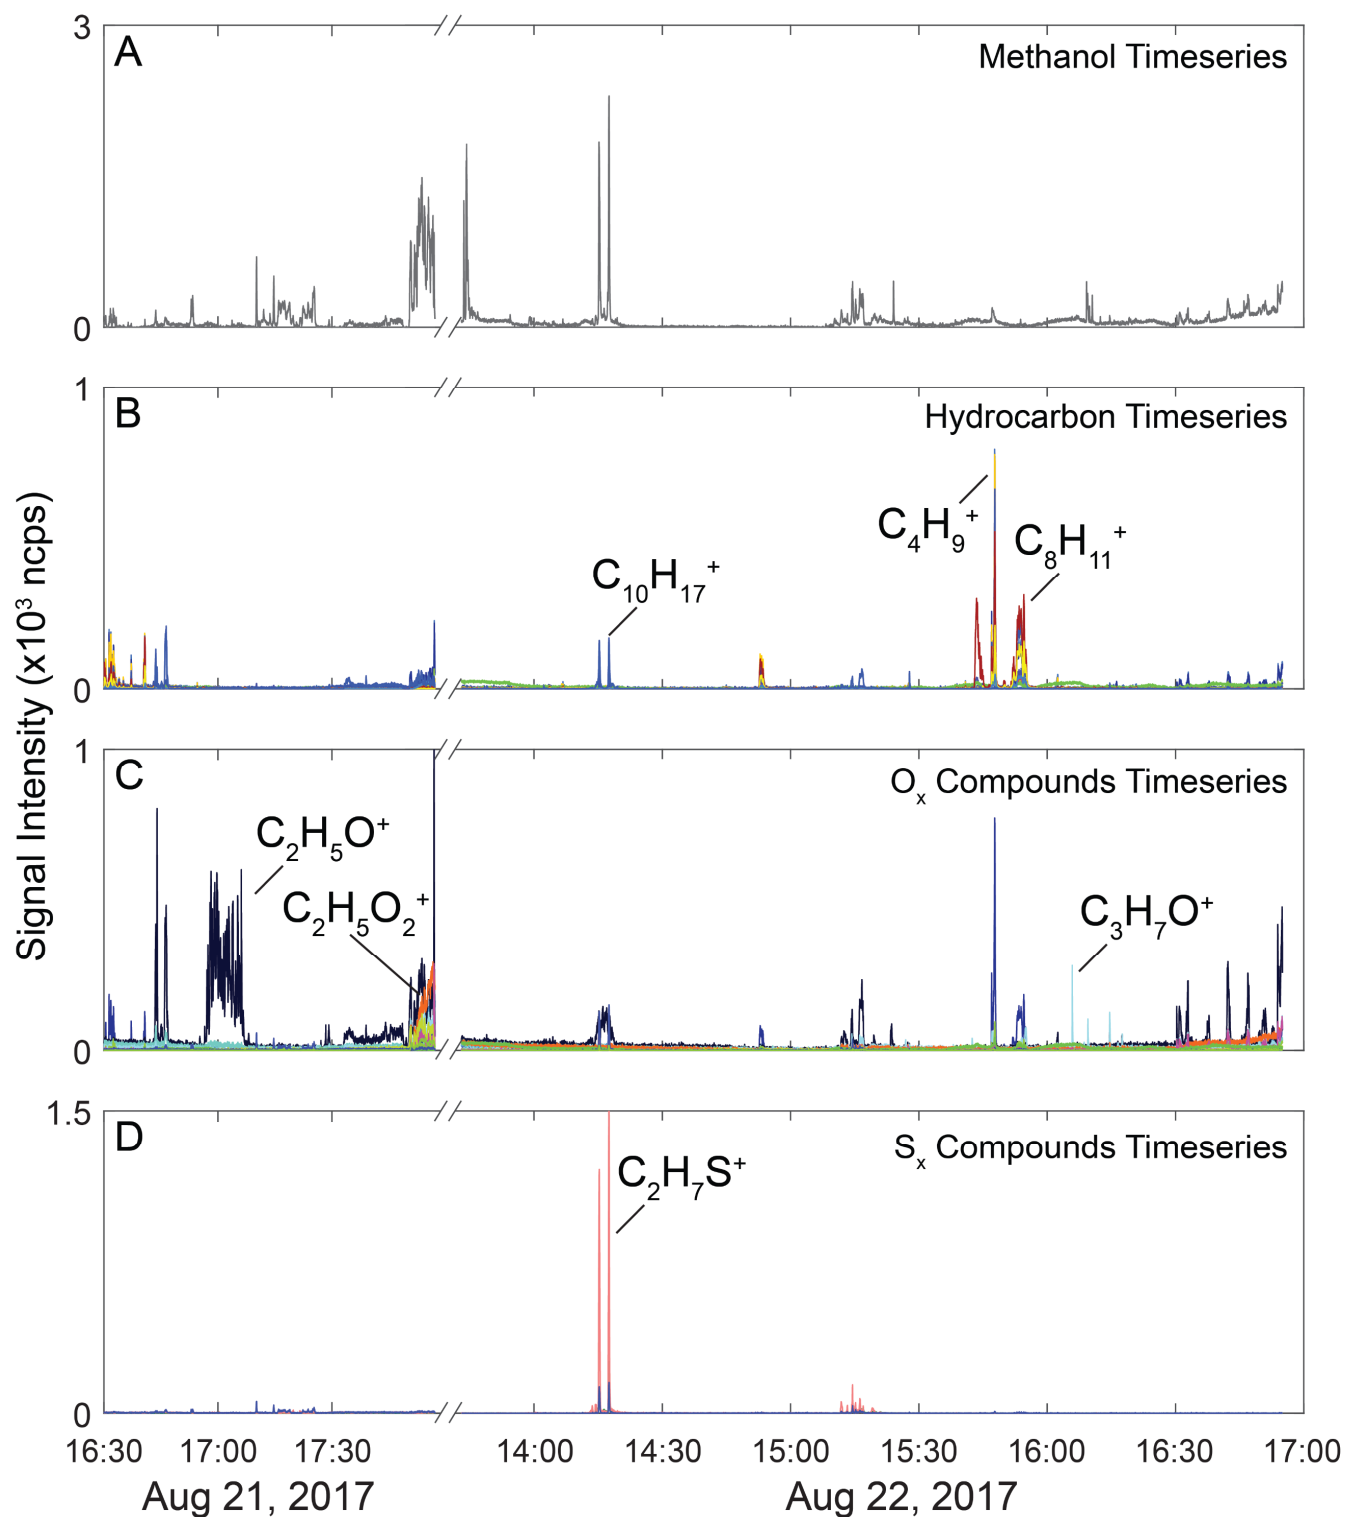 Signal Intensity (x10³ ncps)
3
A
Methanol Timeseries
0
1
B
Hydrocarbon Timeseries
C₄H₉⁺
C₈H₁₁⁺
C₁₀H₁₇⁺
0
1
C
Oₓ Compounds Timeseries
C₂H₅O⁺
C₂H₅O₂⁺
C₃H₇O⁺
0
1.5
D
Sₓ Compounds Timeseries
C₂H₇S⁺
0
16:30 17:00 17:30 14:00 14:30 15:00 15:30 16:00 16:30 17:00
Aug 21, 2017 Aug 22, 2017